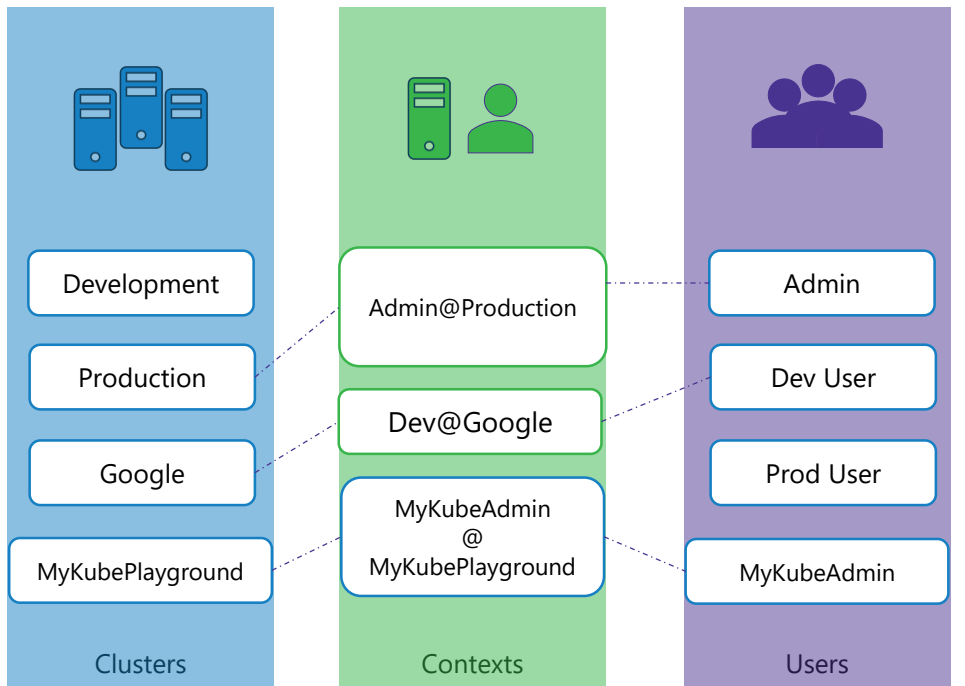 Development
Production
Google
MyKubePlayground
Clusters
Admin@Production
Dev@Google
MyKubeAdmin
@
MyKubePlayground
Contexts
Admin
Dev User
Prod User
MyKubeAdmin
Users